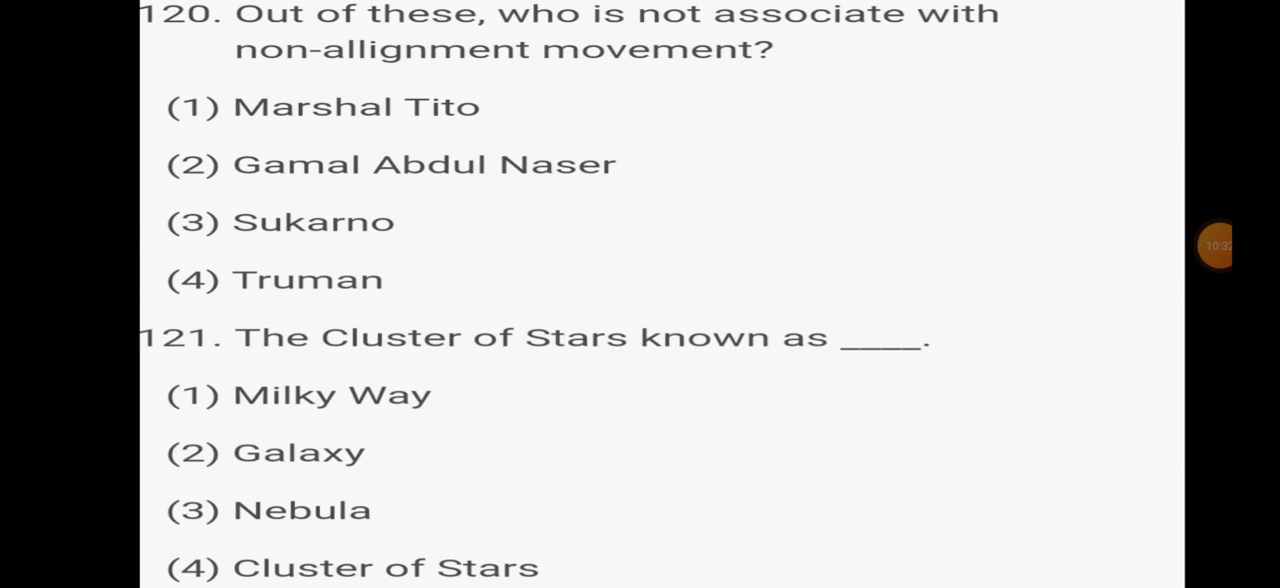 120. Out of these, who is not associate with
non-allignment movement?
(1) Marshal Tito
(2) Gamal Abdul Naser
(3) Sukarno
(4) Truman
121. The Cluster of Stars known as ____.
(1) Milky Way
(2) Galaxy
(3) Nebula
(4) Cluster of Stars
10:32